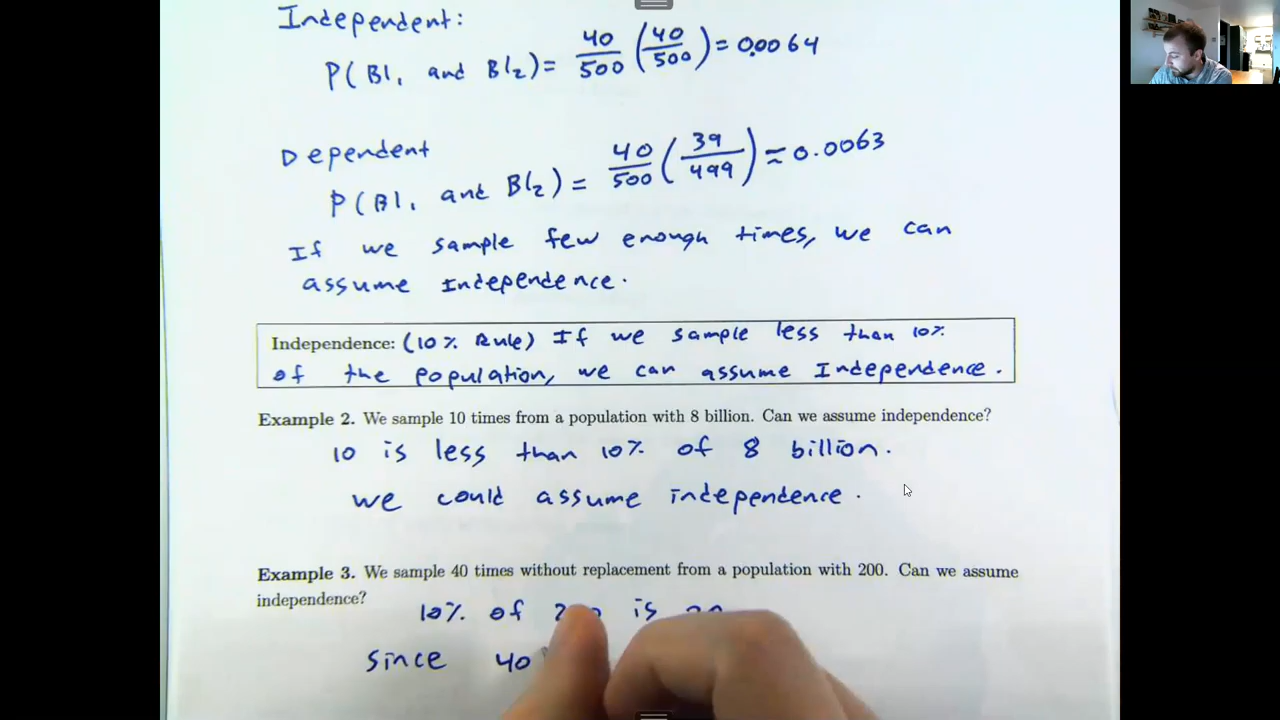 Independent:
P(Bl₁ and Bl₂) = 40/500 (40/500) = 0.0064
Dependent
P(Bl₁ and Bl₂) = 40/500 (39/499) ≈ 0.0063
If we sample few enough times, we can
assume Independence.
Independence: (10% Rule) If we sample less than 10%
of the population, we can assume Independence.
Example 2. We sample 10 times from a population with 8 billion. Can we assume independence?
10 is less than 10% of 8 billion.
we could assume independence.
Example 3. We sample 40 times without replacement from a population with 200. Can we assume
independence?
10% of is
since 40